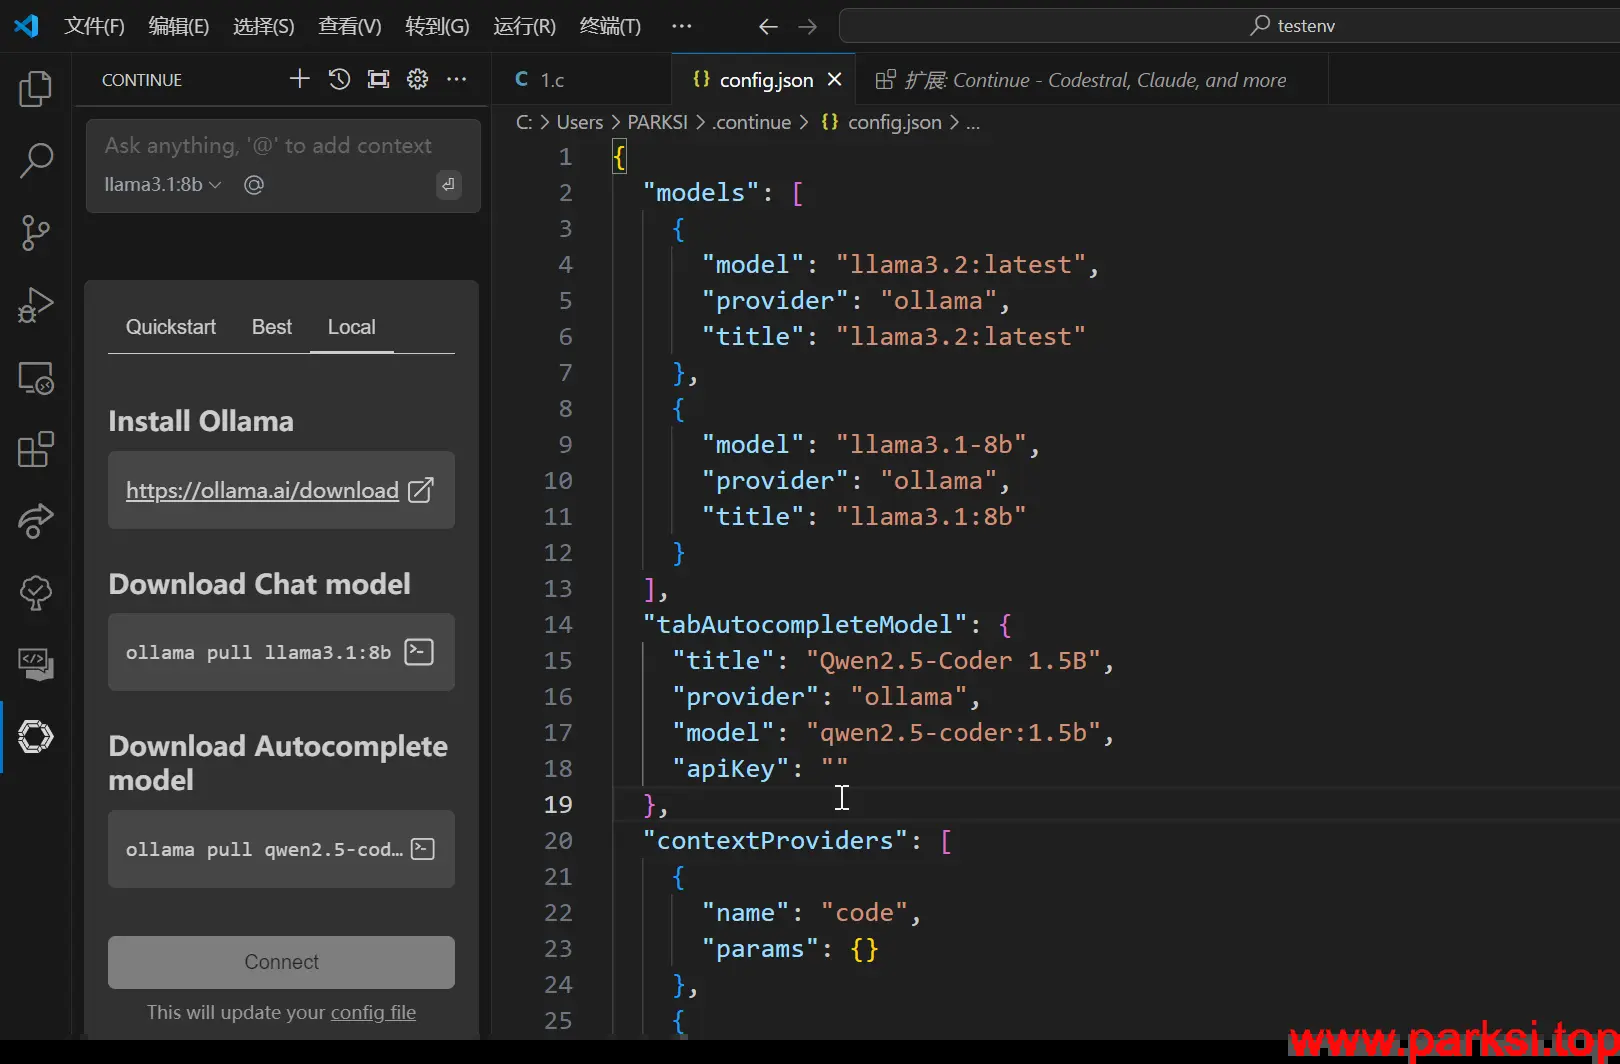 文件(F) 编辑(E) 选择(S) 查看(V) 转到(G) 运行(R) 终端(T) ··· testenv
CONTINUE
Ask anything, '@' to add context
llama3.1:8b @
Quickstart Best Local
Install Ollama
https://ollama.ai/download
Download Chat model
ollama pull llama3.1:8b
Download Autocomplete
model
ollama pull qwen2.5-cod...
Connect
This will update your config file
C 1.c {} config.json × 扩展: Continue - Codestral, Claude, and more
C: > Users > PARKSI > .continue > {} config.json > ...
1 {
2 "models": [
3 {
4 "model": "llama3.2:latest",
5 "provider": "ollama",
6 "title": "llama3.2:latest"
7 },
8 {
9 "model": "llama3.1-8b",
10 "provider": "ollama",
11 "title": "llama3.1:8b"
12 }
13 ],
14 "tabAutocompleteModel": {
15 "title": "Qwen2.5-Coder 1.5B",
16 "provider": "ollama",
17 "model": "qwen2.5-coder:1.5b",
18 "apiKey": ""
19 },
20 "contextProviders": [
21 {
22 "name": "code",
23 "params": {}
24 },
25 {
www.parksi.top